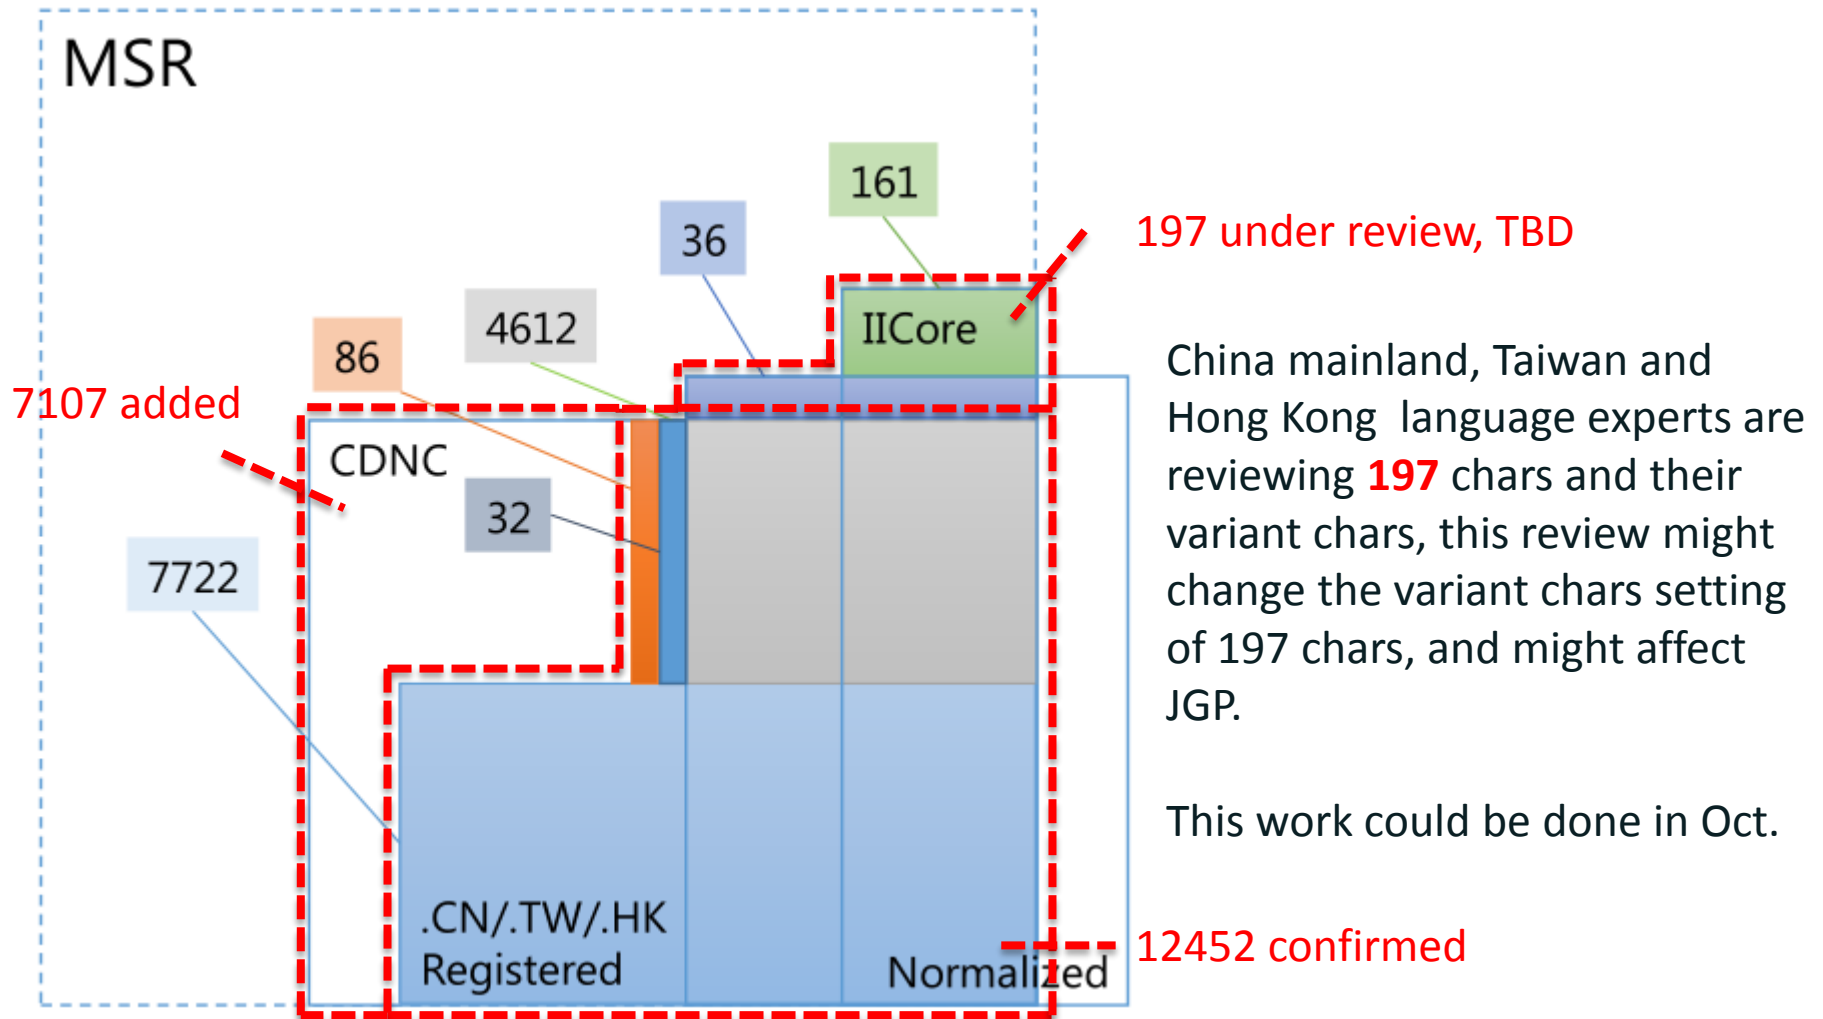 MSR
161
36
197 under review, TBD
4612
IICore
86
7107 added
CDNC
32
7722
China mainland, Taiwan and
Hong Kong  language experts are
reviewing 197 chars and their
variant chars, this review might
change the variant chars setting
of 197 chars, and might affect
JGP.
This work could be done in Oct.
.CN/.TW/.HK
Registered
Normalized
12452 confirmed